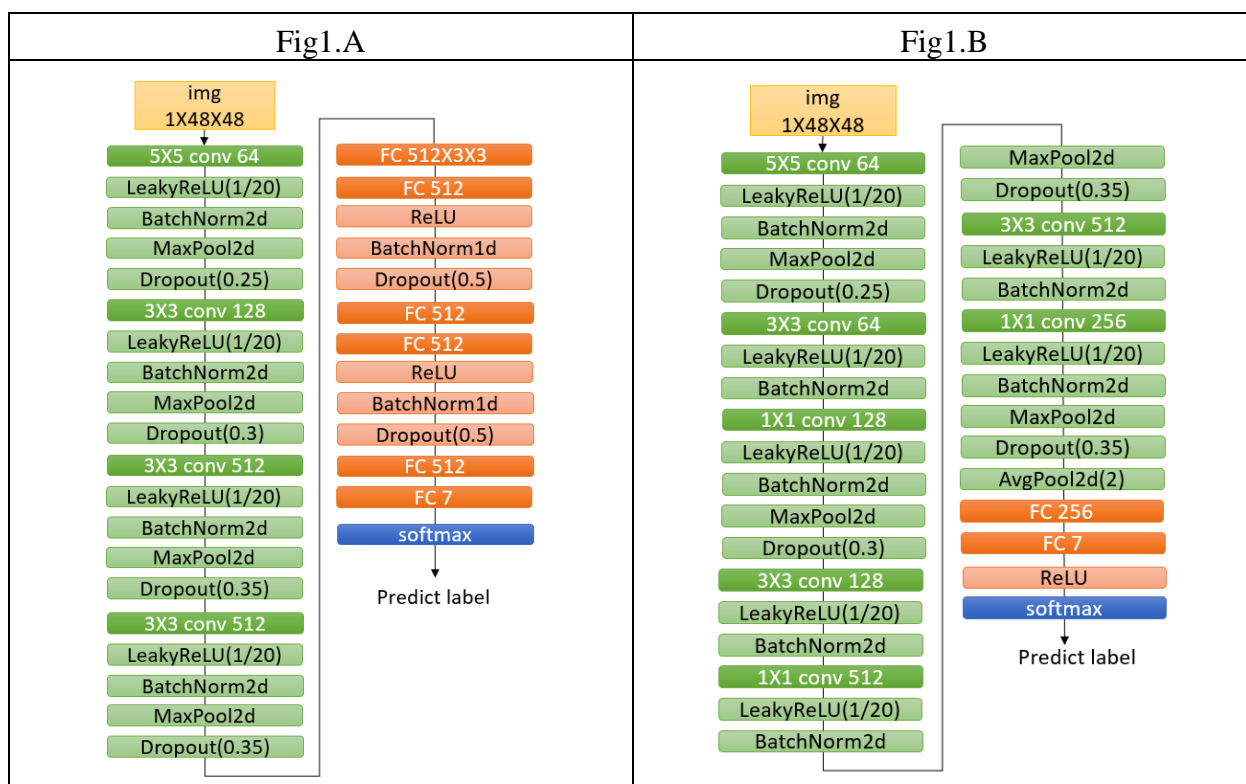 Fig1.A
img
1X48X48
5X5 conv 64
LeakyReLU(1/20)
BatchNorm2d
MaxPool2d
Dropout(0.25)
3X3 conv 128
LeakyReLU(1/20)
BatchNorm2d
MaxPool2d
Dropout(0.3)
3X3 conv 512
LeakyReLU(1/20)
BatchNorm2d
MaxPool2d
Dropout(0.35)
3X3 conv 512
LeakyReLU(1/20)
BatchNorm2d
MaxPool2d
Dropout(0.35)
FC 512X3X3
FC 512
ReLU
BatchNorm1d
Dropout(0.5)
FC 512
FC 512
ReLU
BatchNorm1d
Dropout(0.5)
FC 512
FC 7
softmax
Predict label
Fig1.B
img
1X48X48
5X5 conv 64
LeakyReLU(1/20)
BatchNorm2d
MaxPool2d
Dropout(0.25)
3X3 conv 64
LeakyReLU(1/20)
BatchNorm2d
1X1 conv 128
LeakyReLU(1/20)
BatchNorm2d
MaxPool2d
Dropout(0.3)
3X3 conv 128
LeakyReLU(1/20)
BatchNorm2d
1X1 conv 512
LeakyReLU(1/20)
BatchNorm2d
MaxPool2d
Dropout(0.35)
3X3 conv 512
LeakyReLU(1/20)
BatchNorm2d
1X1 conv 256
LeakyReLU(1/20)
BatchNorm2d
MaxPool2d
Dropout(0.35)
AvgPool2d(2)
FC 256
FC 7
ReLU
softmax
Predict label